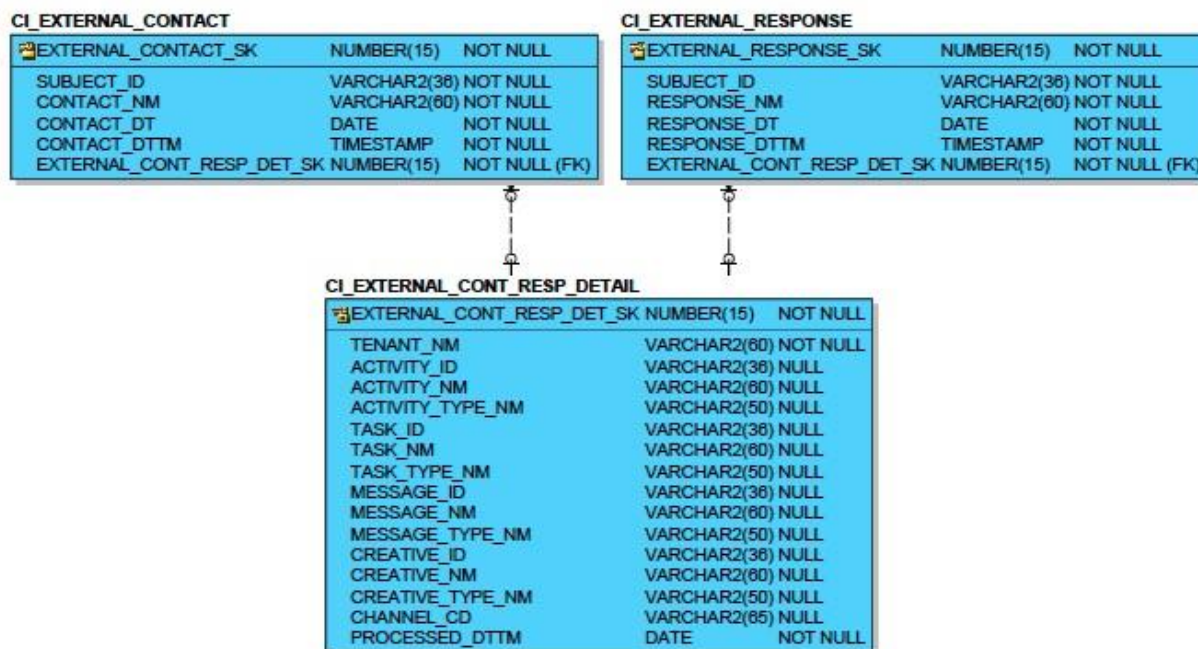 CI_EXTERNAL_CONTACT
EXTERNAL_CONTACT_SK NUMBER(15) NOT NULL
SUBJECT_ID VARCHAR2(36) NOT NULL
CONTACT_NM VARCHAR2(60) NOT NULL
CONTACT_DT DATE NOT NULL
CONTACT_DTTM TIMESTAMP NOT NULL
EXTERNAL_CONT_RESP_DET_SK NUMBER(15) NOT NULL (FK)
CI_EXTERNAL_RESPONSE
EXTERNAL_RESPONSE_SK NUMBER(15) NOT NULL
SUBJECT_ID VARCHAR2(36) NOT NULL
RESPONSE_NM VARCHAR2(60) NOT NULL
RESPONSE_DT DATE NOT NULL
RESPONSE_DTTM TIMESTAMP NOT NULL
EXTERNAL_CONT_RESP_DET_SK NUMBER(15) NOT NULL (FK)
CI_EXTERNAL_CONT_RESP_DETAIL
EXTERNAL_CONT_RESP_DET_SK NUMBER(15) NOT NULL
TENANT_NM VARCHAR2(60) NOT NULL
ACTIVITY_ID VARCHAR2(36) NULL
ACTIVITY_NM VARCHAR2(60) NULL
ACTIVITY_TYPE_NM VARCHAR2(50) NULL
TASK_ID VARCHAR2(36) NULL
TASK_NM VARCHAR2(60) NULL
TASK_TYPE_NM VARCHAR2(50) NULL
MESSAGE_ID VARCHAR2(36) NULL
MESSAGE_NM VARCHAR2(60) NULL
MESSAGE_TYPE_NM VARCHAR2(50) NULL
CREATIVE_ID VARCHAR2(36) NULL
CREATIVE_NM VARCHAR2(60) NULL
CREATIVE_TYPE_NM VARCHAR2(50) NULL
CHANNEL_CD VARCHAR2(65) NULL
PROCESSED_DTTM DATE NOT NULL